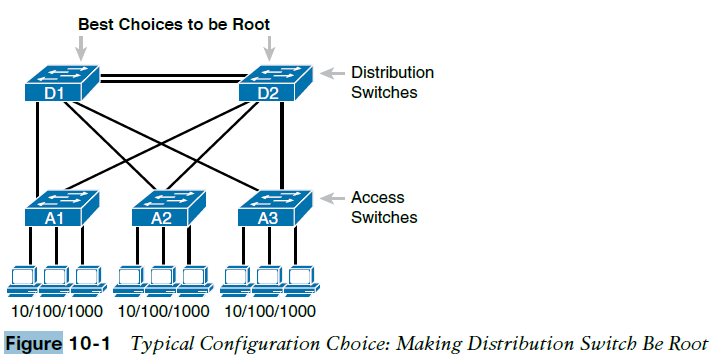 Best Choices to be Root
D1
D2
Distribution
Switches
A1
A2
A3
Access
Switches
10/100/1000 10/100/1000 10/100/1000
Figure 10-1 Typical Configuration Choice: Making Distribution Switch Be Root